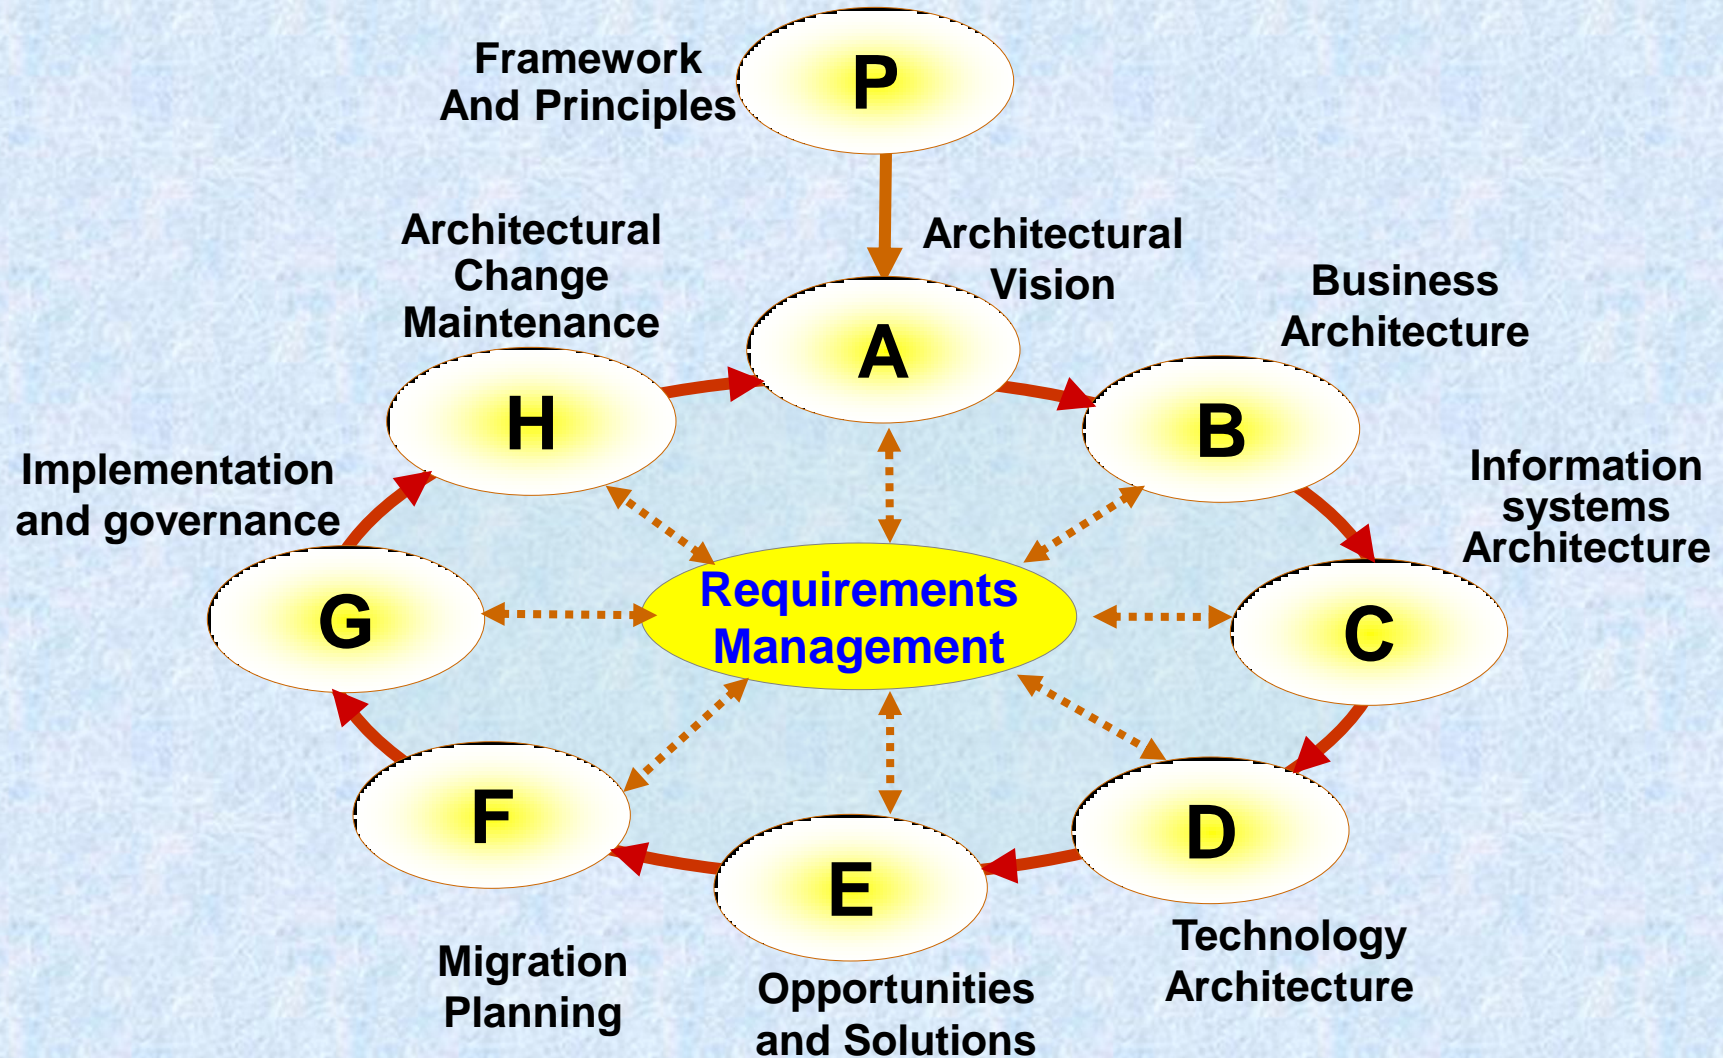 P
Framework
And Principles
Architectural
Change
Maintenance
Architectural
Vision
Business
Architecture
A
H
B
Implementation
and governance
Information
systems
Architecture
Requirements
Management
G
C
F
E
D
Migration
Planning
Opportunities
and Solutions
Technology
Architecture